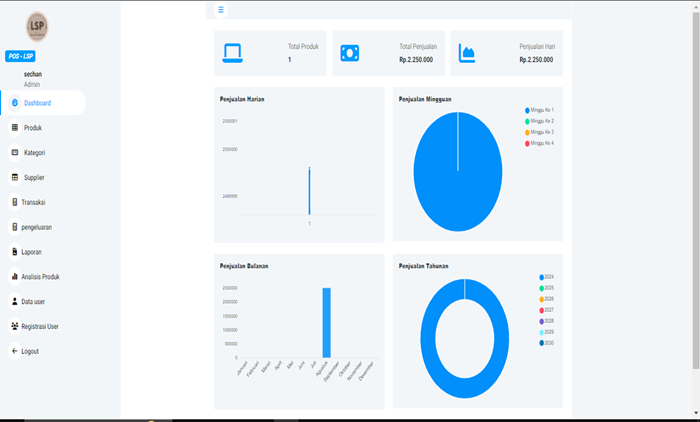 LSP
POS - LSP
sechan
Admin
Dashboard
Produk
Kategori
Supplier
Transaksi
pengeluaran
Laporan
Analisis Produk
Data user
Registrasi User
Logout
Total Produk
1
Total Penjualan
Rp.2.250.000
Penjualan Hari
Rp.2.250.000
Penjualan Harian
1
Penjualan Mingguan
Minggu Ke 1
Minggu Ke 2
Minggu Ke 3
Minggu Ke 4
Penjualan Bulanan
2500000
2000000
1500000
1000000
500000
0
Januari
Februari
Maret
April
Mei
Juni
Juli
Agustus
September
Oktober
November
Desember
Penjualan Tahunan
2024
2025
2026
2027
2028
2029
2030